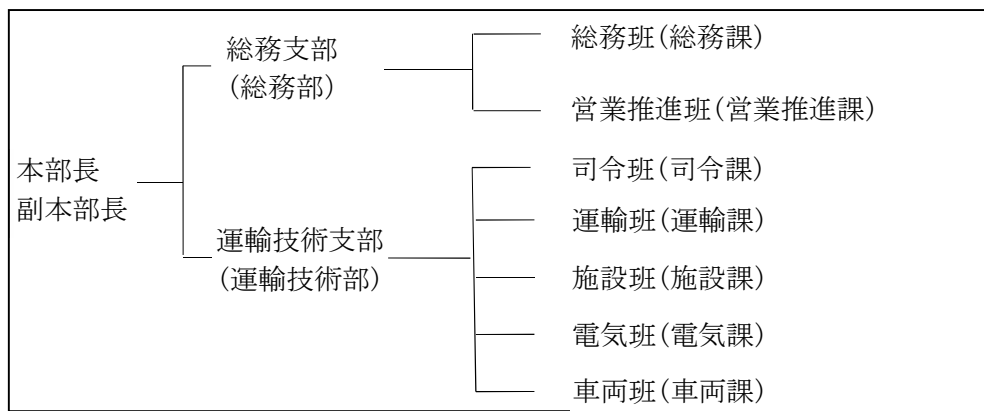 本部長
副本部長
総務支部
(総務部)
総務班(総務課)
営業推進班(営業推進課)
運輸技術支部
(運輸技術部)
司令班(司令課)
運輸班(運輸課)
施設班(施設課)
電気班(電気課)
車両班(車両課)